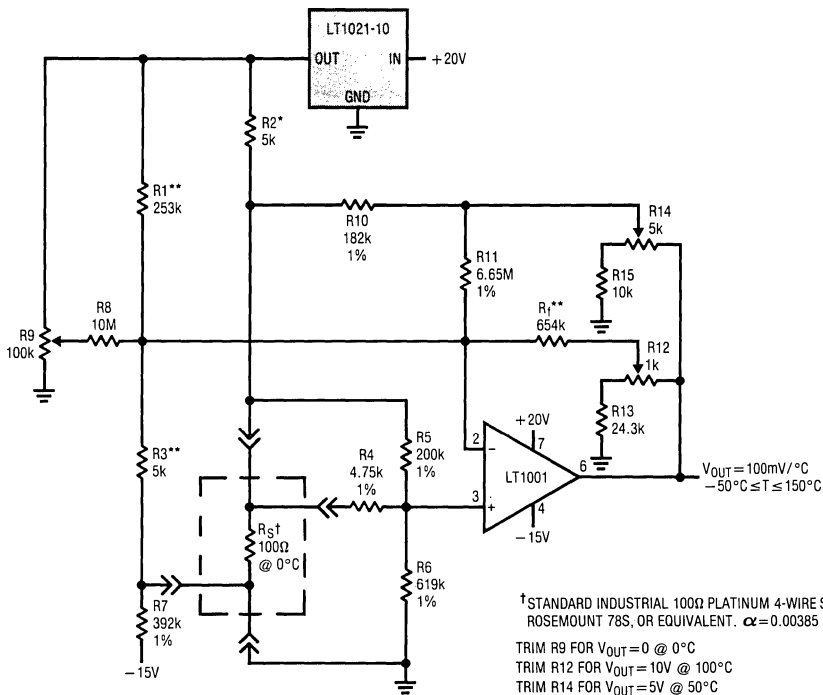 LT1021-10
OUT IN
+20V
GND
R2*
5k
R1**
253k
R10
182k
1%
R14
5k
R11
6.65M
1%
R15
10k
R8
10M
R9
100k
Rf**
654k
R12
1k
R13
24.3k
R3**
5k
R4
4.75k
1%
R5
200k
1%
+20V
2
7
−
LT1001
6
3
+
4
−15V
VOUT=100mV/°C
−50°C≤T≤150°C
RS†
100Ω
@ 0°C
R6
619k
1%
R7
392k
1%
−15V
†STANDARD INDUSTRIAL 100Ω PLATINUM 4-WIRE S
ROSEMOUNT 78S, OR EQUIVALENT. α=0.00385
TRIM R9 FOR VOUT=0 @ 0°C
TRIM R12 FOR VOUT=10V @ 100°C
TRIM R14 FOR VOUT=5V @ 50°C